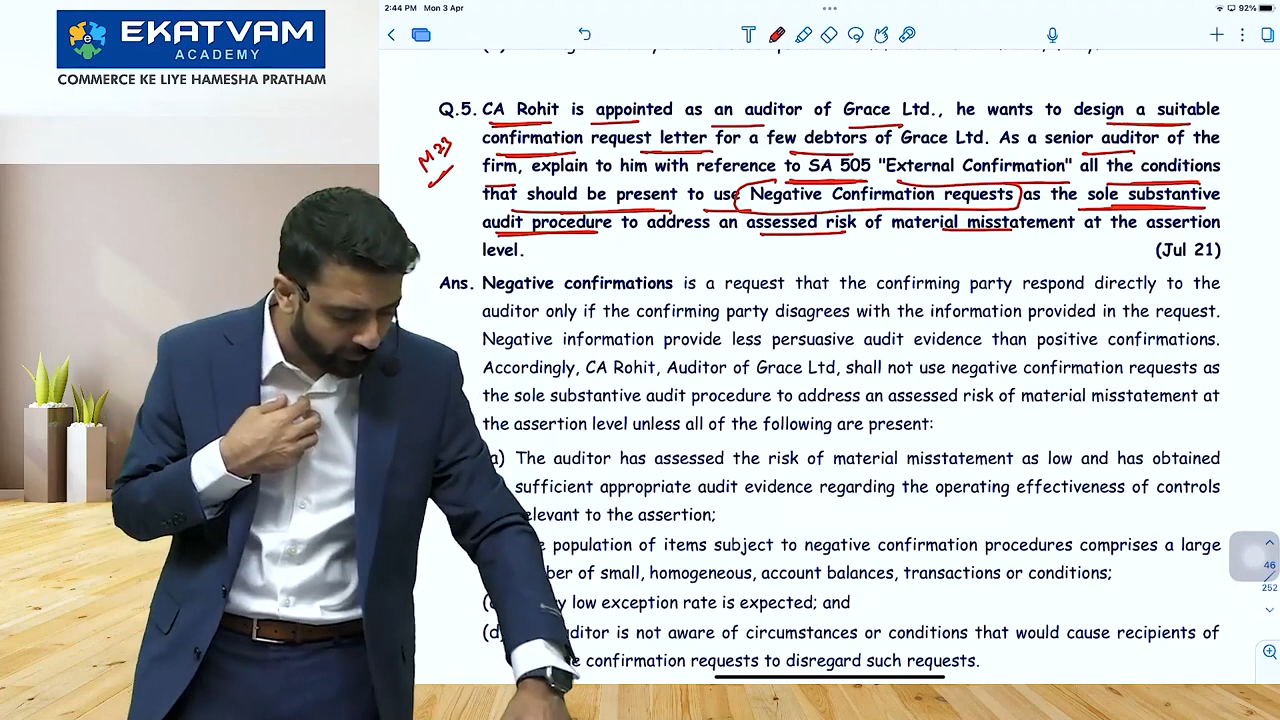 EKATVAM
ACADEMY
COMMERCE KE LIYE HAMESHA PRATHAM
2:44 PM Mon 3 Apr
92%
Q.5. CA Rohit is appointed as an auditor of Grace Ltd., he wants to design a suitable
confirmation request letter for a few debtors of Grace Ltd. As a senior auditor of the
firm, explain to him with reference to SA 505 "External Confirmation" all the conditions
that should be present to use Negative Confirmation requests as the sole substantive
audit procedure to address an assessed risk of material misstatement at the assertion
level. (Jul 21)
M23
Ans. Negative confirmations is a request that the confirming party respond directly to the
auditor only if the confirming party disagrees with the information provided in the request.
Negative information provide less persuasive audit evidence than positive confirmations.
Accordingly, CA Rohit, Auditor of Grace Ltd, shall not use negative confirmation requests as
the sole substantive audit procedure to address an assessed risk of material misstatement at
the assertion level unless all of the following are present:
a) The auditor has assessed the risk of material misstatement as low and has obtained
sufficient appropriate audit evidence regarding the operating effectiveness of controls
elevant to the assertion;
population of items subject to negative confirmation procedures comprises a large
of small, homogeneous, account balances, transactions or conditions;
low exception rate is expected; and
(d is not aware of circumstances or conditions that would cause recipients of
confirmation requests to disregard such requests.
46
252